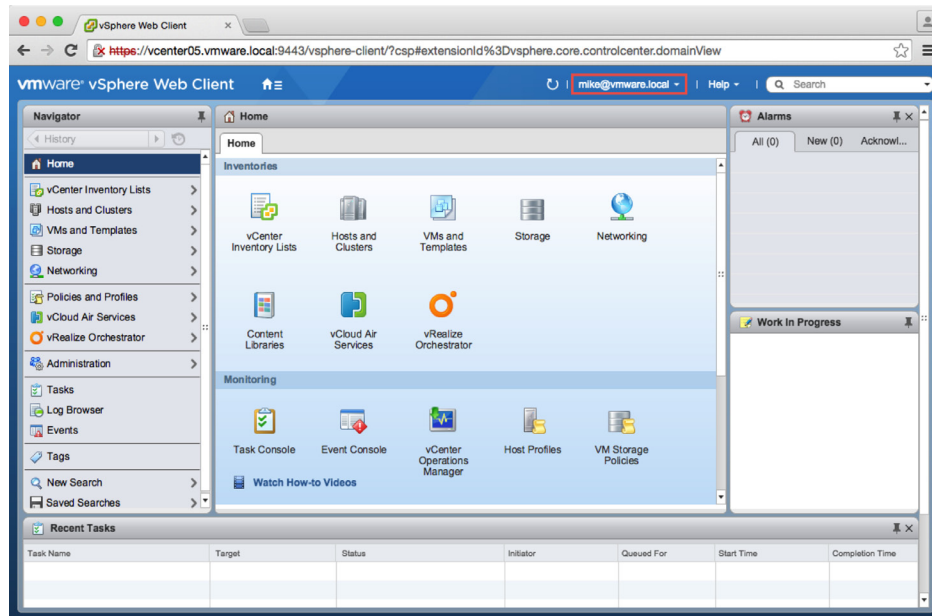 vSphere Web Client
https://vcenter05.vmware.local:9443/vsphere-client/?csp#extensionId%3Dvsphere.core.controlcenter.domainView
vmware® vSphere Web Client
mike@vmware.local
Help
Search
Navigator
History
Home
vCenter Inventory Lists
Hosts and Clusters
VMs and Templates
Storage
Networking
Policies and Profiles
vCloud Air Services
vRealize Orchestrator
Administration
Tasks
Log Browser
Events
Tags
New Search
Saved Searches
Home
Home
Inventories
vCenter
Inventory Lists
Hosts and
Clusters
VMs and
Templates
Storage
Networking
Content
Libraries
vCloud Air
Services
vRealize
Orchestrator
Monitoring
Task Console
Event Console
vCenter
Operations
Manager
Host Profiles
VM Storage
Policies
Watch How-to Videos
Alarms
All (0) New (0) Acknowl...
Work In Progress
Recent Tasks
Task Name Target Status Initiator Queued For Start Time Completion Time